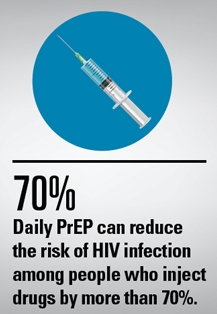 70%
Daily PrEP can reduce
the risk of HIV infection
among people who inject
drugs by more than 70%.